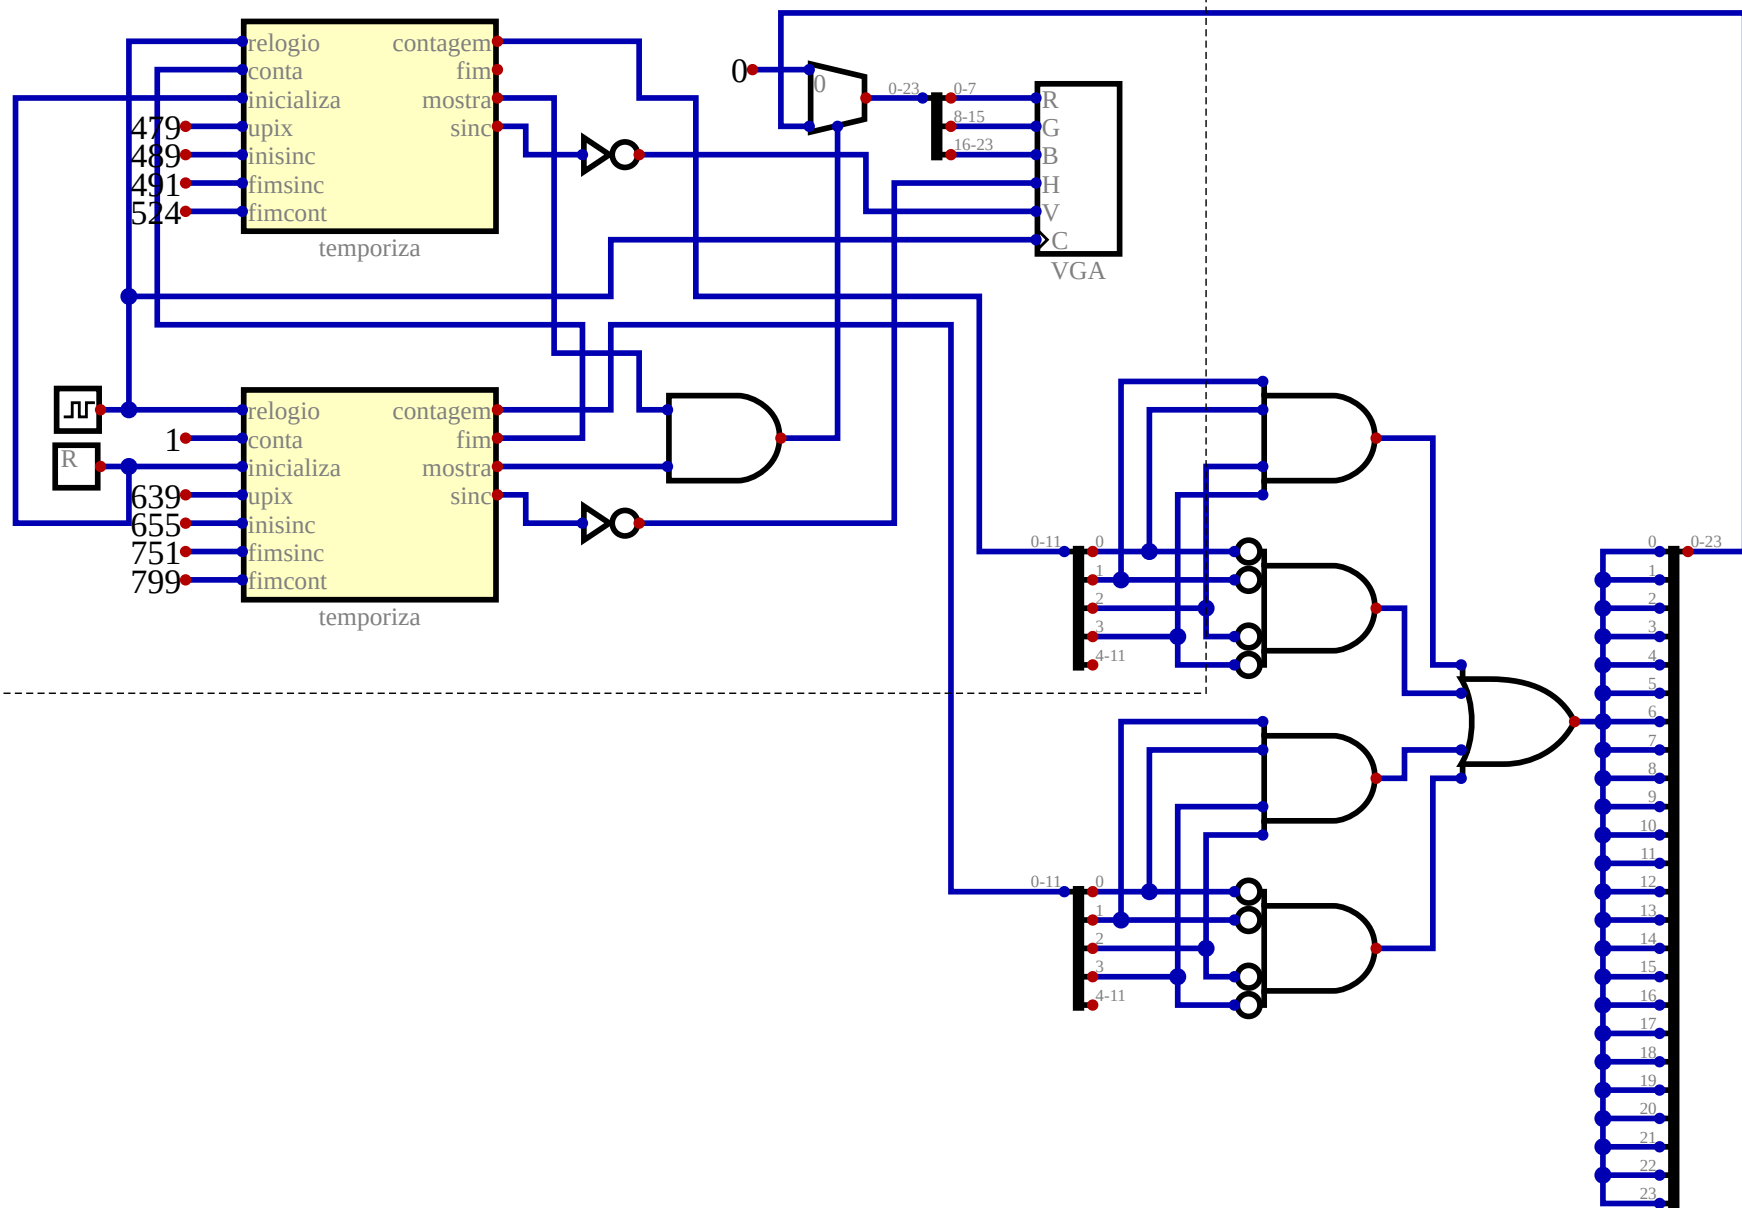 relogio contagem
conta fim
inicializa mostra
479 upix sinc
489 inisinc
491 fimsinc
524 fimcont
temporiza
0
0
0-23
0-7
8-15
16-23
R
G
B
H
V
C
VGA
relogio contagem
1 conta fim
R inicializa mostra
639 upix sinc
655 inisinc
751 fimsinc
799 fimcont
temporiza
0-11
0
1
2
3
4-11
0-11
0
1
2
3
4-11
0 0-23
1
2
3
4
5
6
7
8
9
10
11
12
13
14
15
16
17
18
19
20
21
22
23